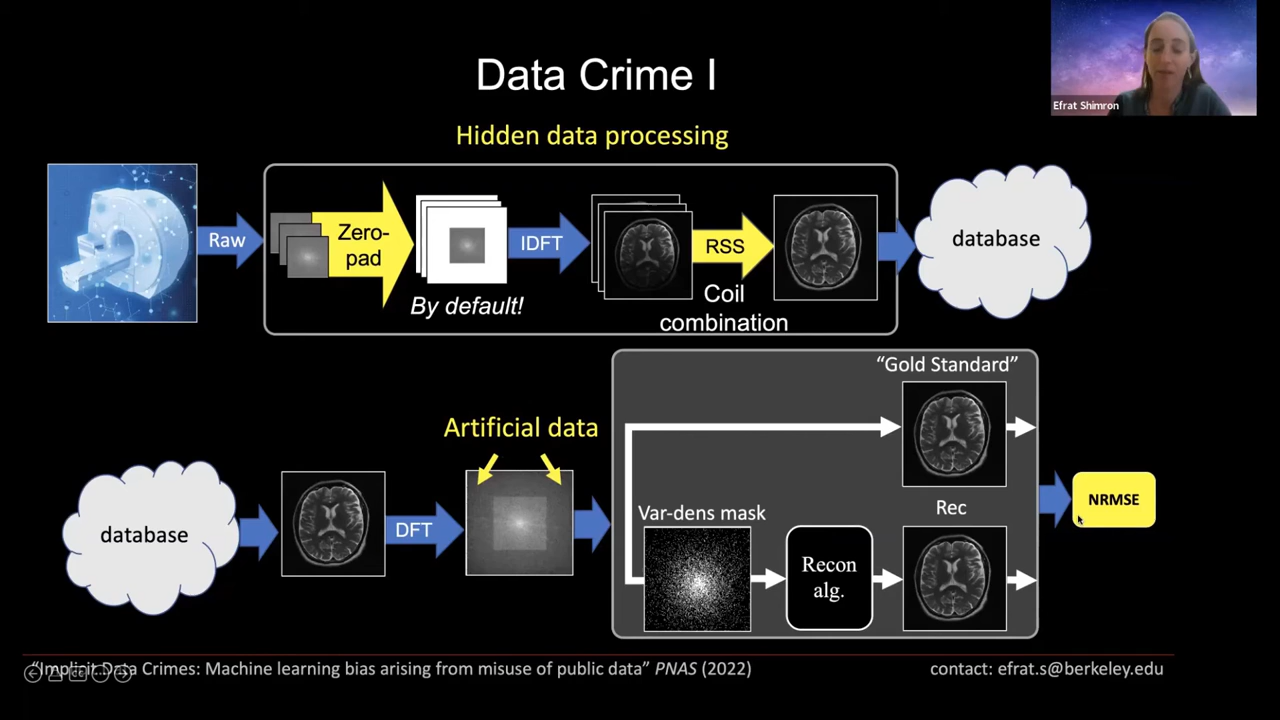 Data Crime I
Efrat Shimron
Hidden data processing
Raw
Zero-
pad
By default!
IDFT
RSS
Coil
combination
database
"Gold Standard"
Artificial data
database
DFT
Var-dens mask
Recon
alg.
Rec
NRMSE
“Implicit Data Crimes: Machine learning bias arising from misuse of public data” PNAS (2022)
contact: efrat.s@berkeley.edu